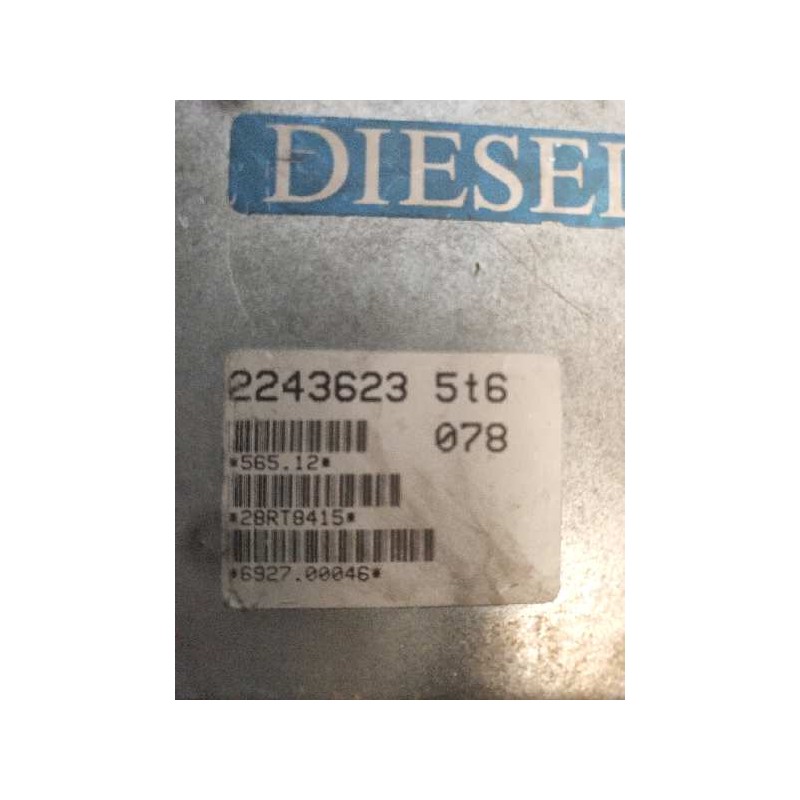 DIESEL
2243623 5t6
078
*565.12*
*28RT8415*
*6927.00046*